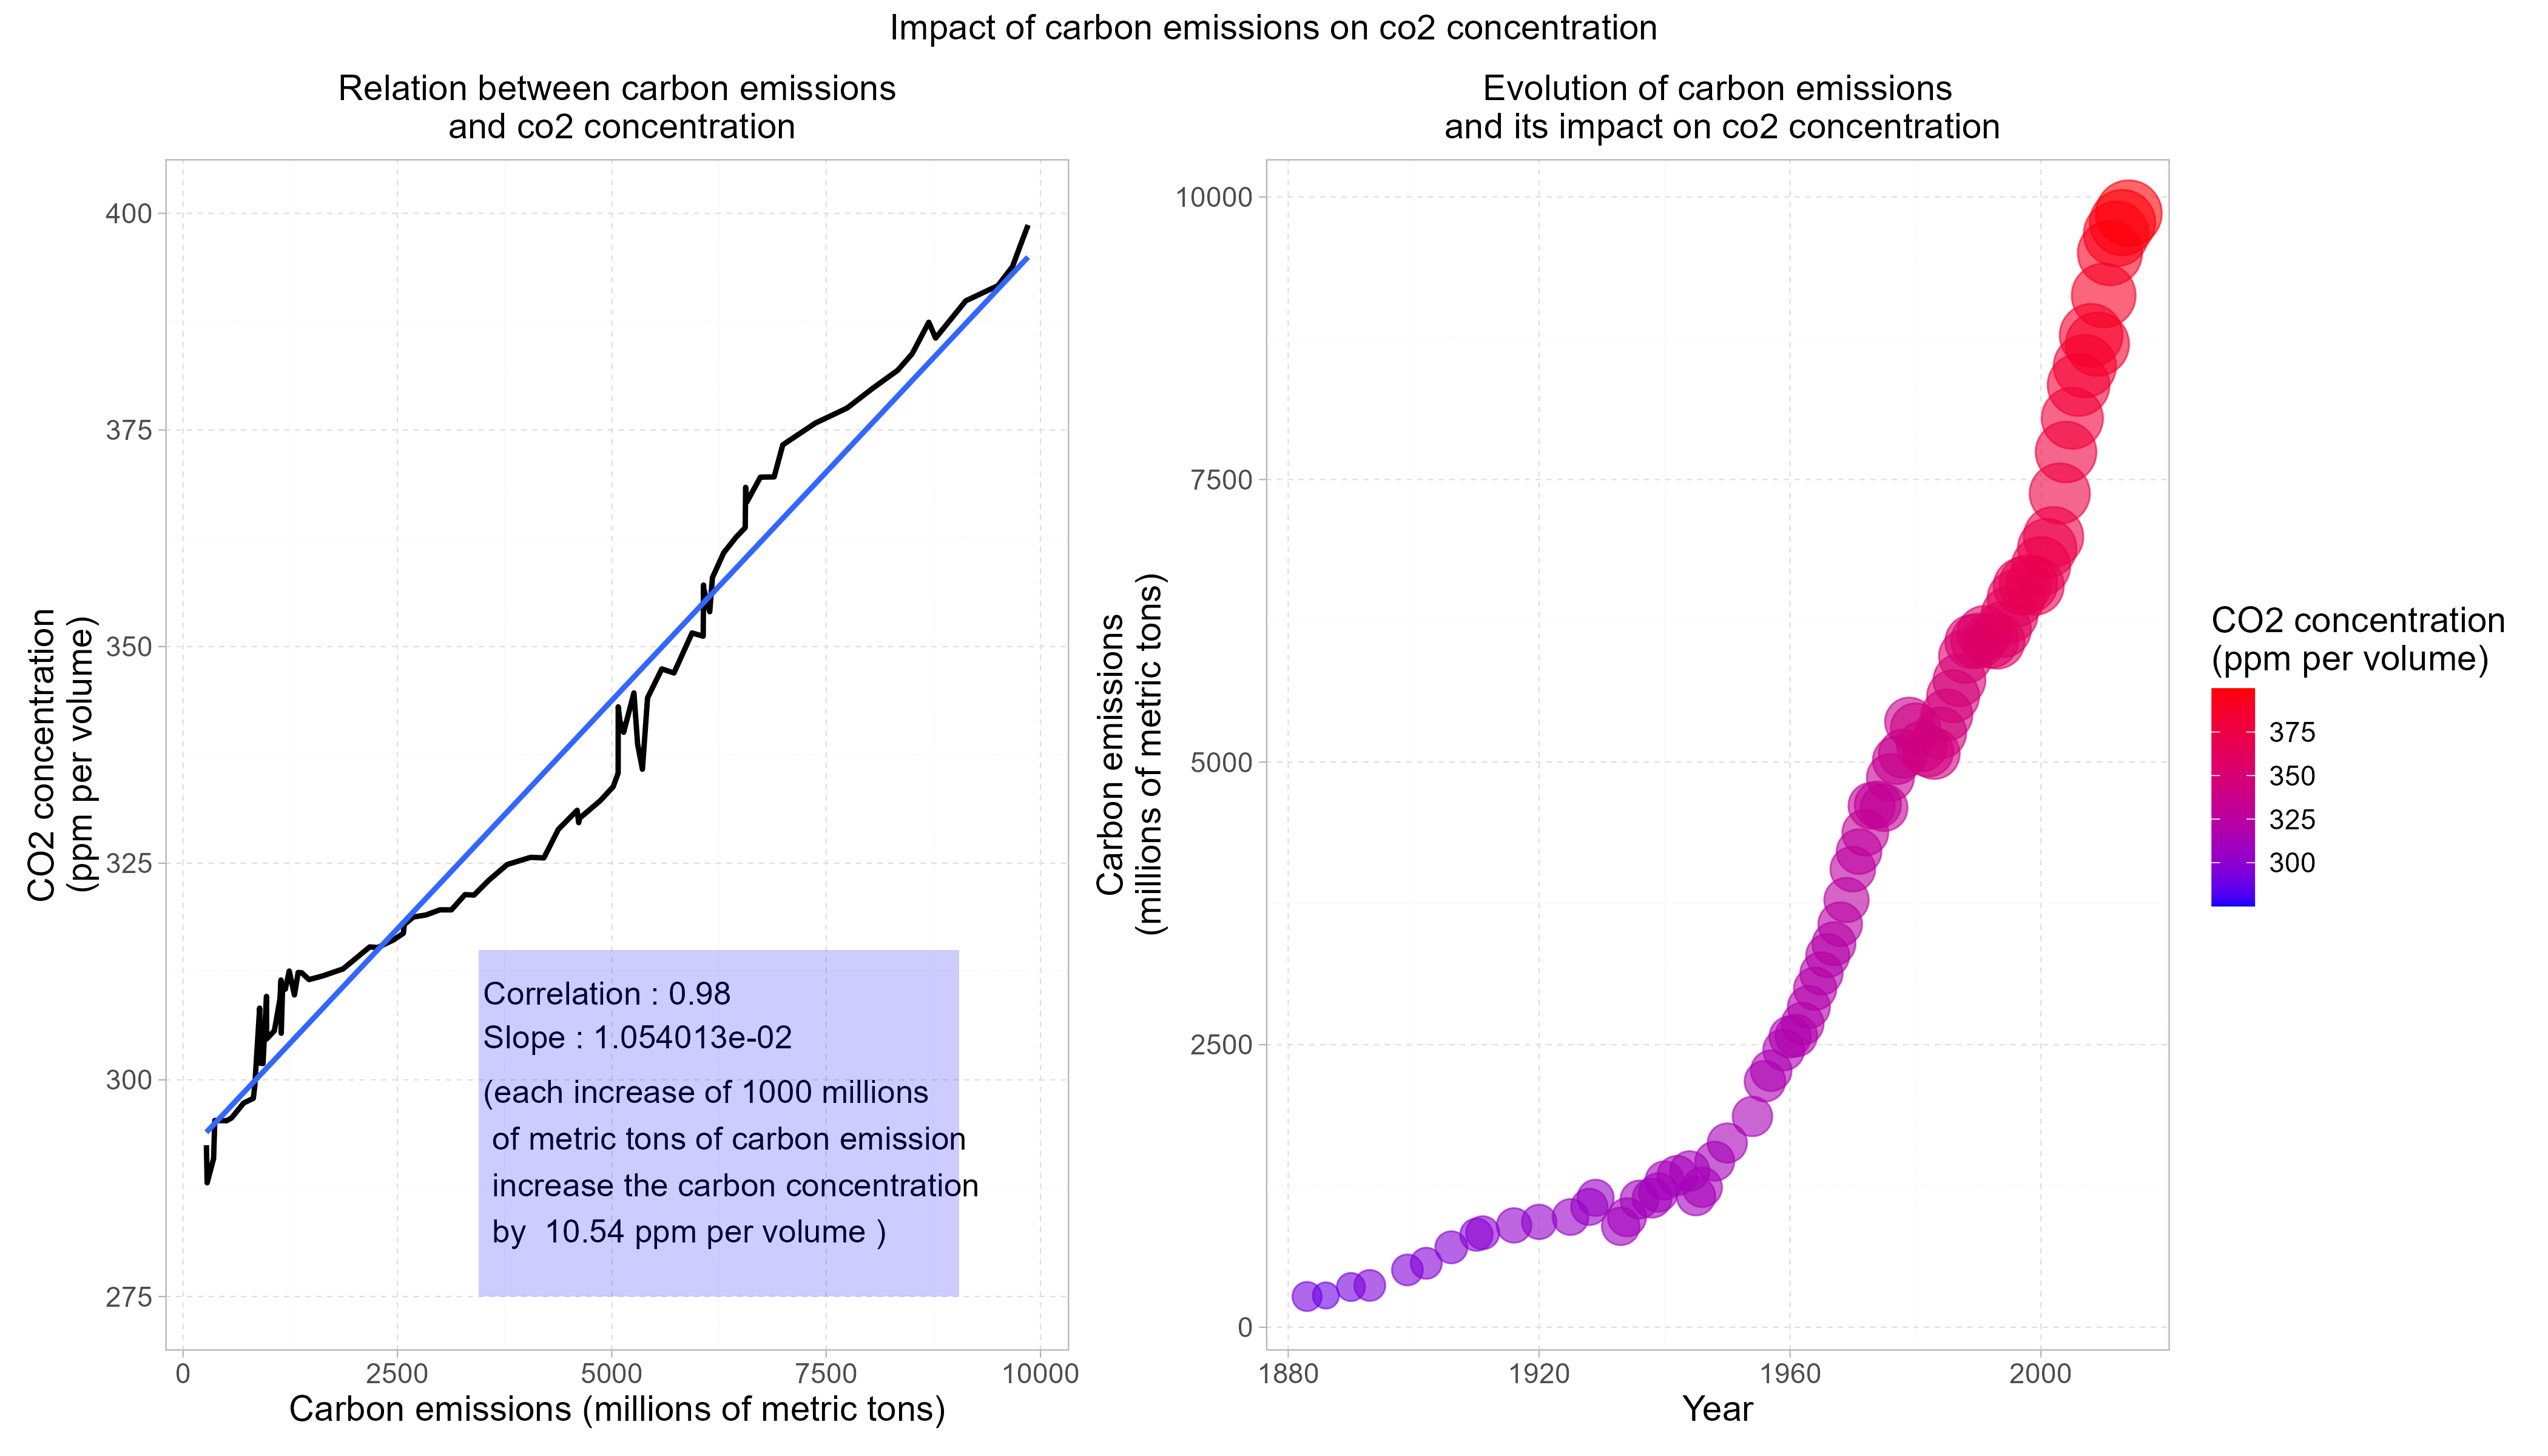 Impact of carbon emissions on co2 concentration
Relation between carbon emissions
and co2 concentration
CO2 concentration
(ppm per volume)
400
375
350
325
300
275
Correlation : 0.98
Slope : 1.054013e-02
(each increase of 1000 millions
of metric tons of carbon emission
increase the carbon concentration
by  10.54 ppm per volume )
0
2500
5000
7500
10000
Carbon emissions (millions of metric tons)
Evolution of carbon emissions
and its impact on co2 concentration
Carbon emissions
(millions of metric tons)
10000
7500
5000
2500
0
1880
1920
1960
2000
Year
CO2 concentration
(ppm per volume)
375
350
325
300